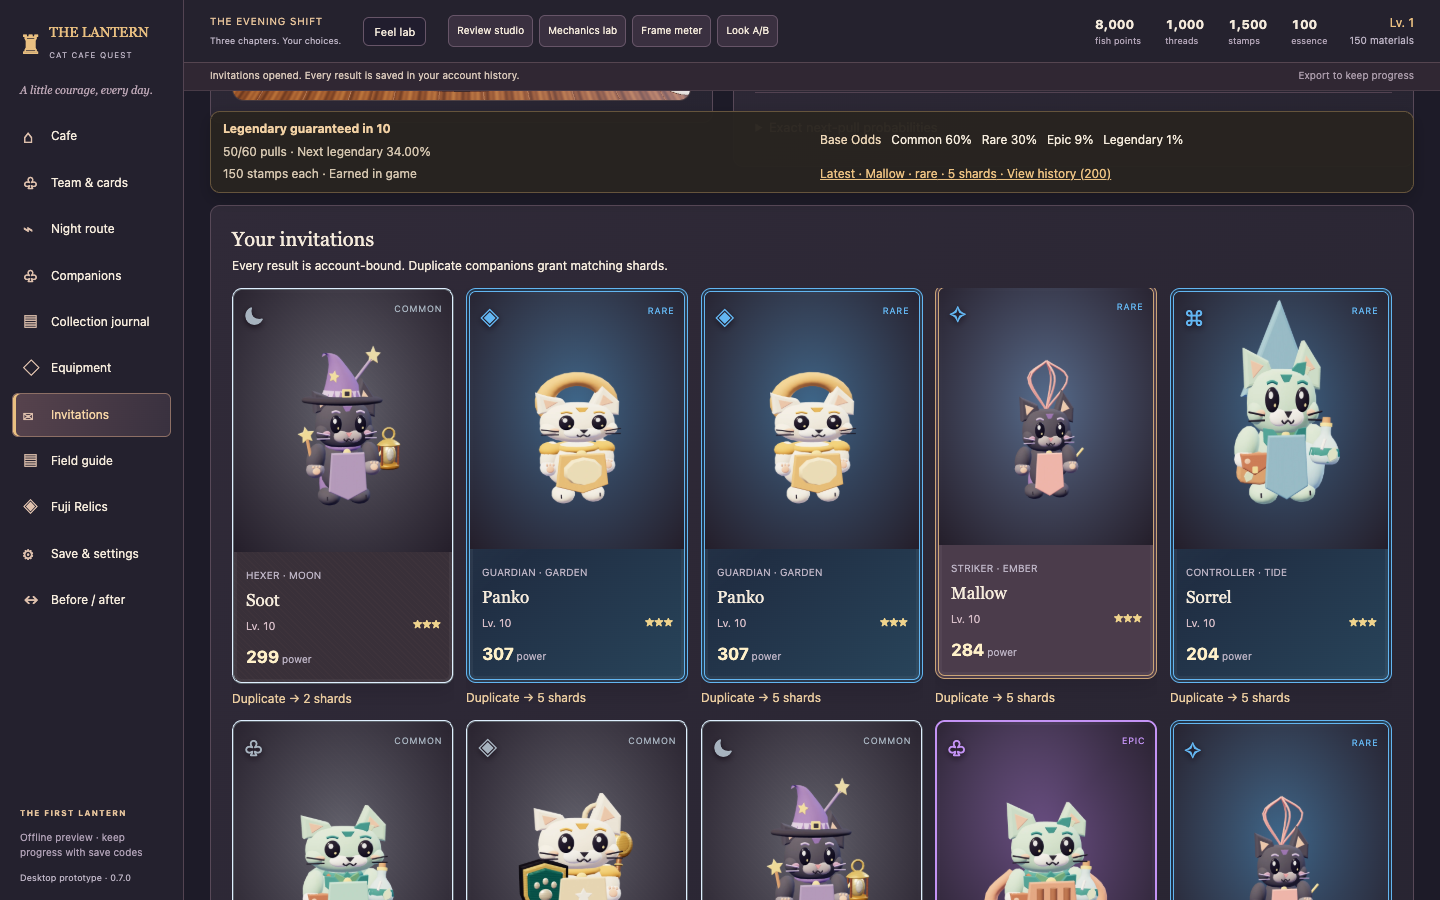 THE LANTERN
CAT CAFE QUEST
A little courage, every day.
Cafe
Team & cards
Night route
Companions
Collection journal
Equipment
Invitations
Field guide
Fuji Relics
Save & settings
Before / after
THE FIRST LANTERN
Offline preview · keep
progress with save codes
Desktop prototype · 0.7.0
THE EVENING SHIFT
Three chapters. Your choices.
Feel lab
Review studio
Mechanics lab
Frame meter
Look A/B
8,000
fish points
1,000
threads
1,500
stamps
100
essence
Lv. 1
150 materials
Invitations opened. Every result is saved in your account history.
Export to keep progress
Legendary guaranteed in 10
50/60 pulls · Next legendary 34.00%
150 stamps each · Earned in game
Exact next-pull probabilities
Base Odds Common 60% Rare 30% Epic 9% Legendary 1%
Latest · Mallow · rare · 5 shards · View history (200)
Your invitations
Every result is account-bound. Duplicate companions grant matching shards.
COMMON
HEXER · MOON
Soot
Lv. 10
299 power
Duplicate → 2 shards
RARE
GUARDIAN · GARDEN
Panko
Lv. 10
307 power
Duplicate → 5 shards
RARE
GUARDIAN · GARDEN
Panko
Lv. 10
307 power
Duplicate → 5 shards
RARE
STRIKER · EMBER
Mallow
Lv. 10
284 power
Duplicate → 5 shards
RARE
CONTROLLER · TIDE
Sorrel
Lv. 10
204 power
Duplicate → 5 shards
COMMON
COMMON
COMMON
EPIC
RARE